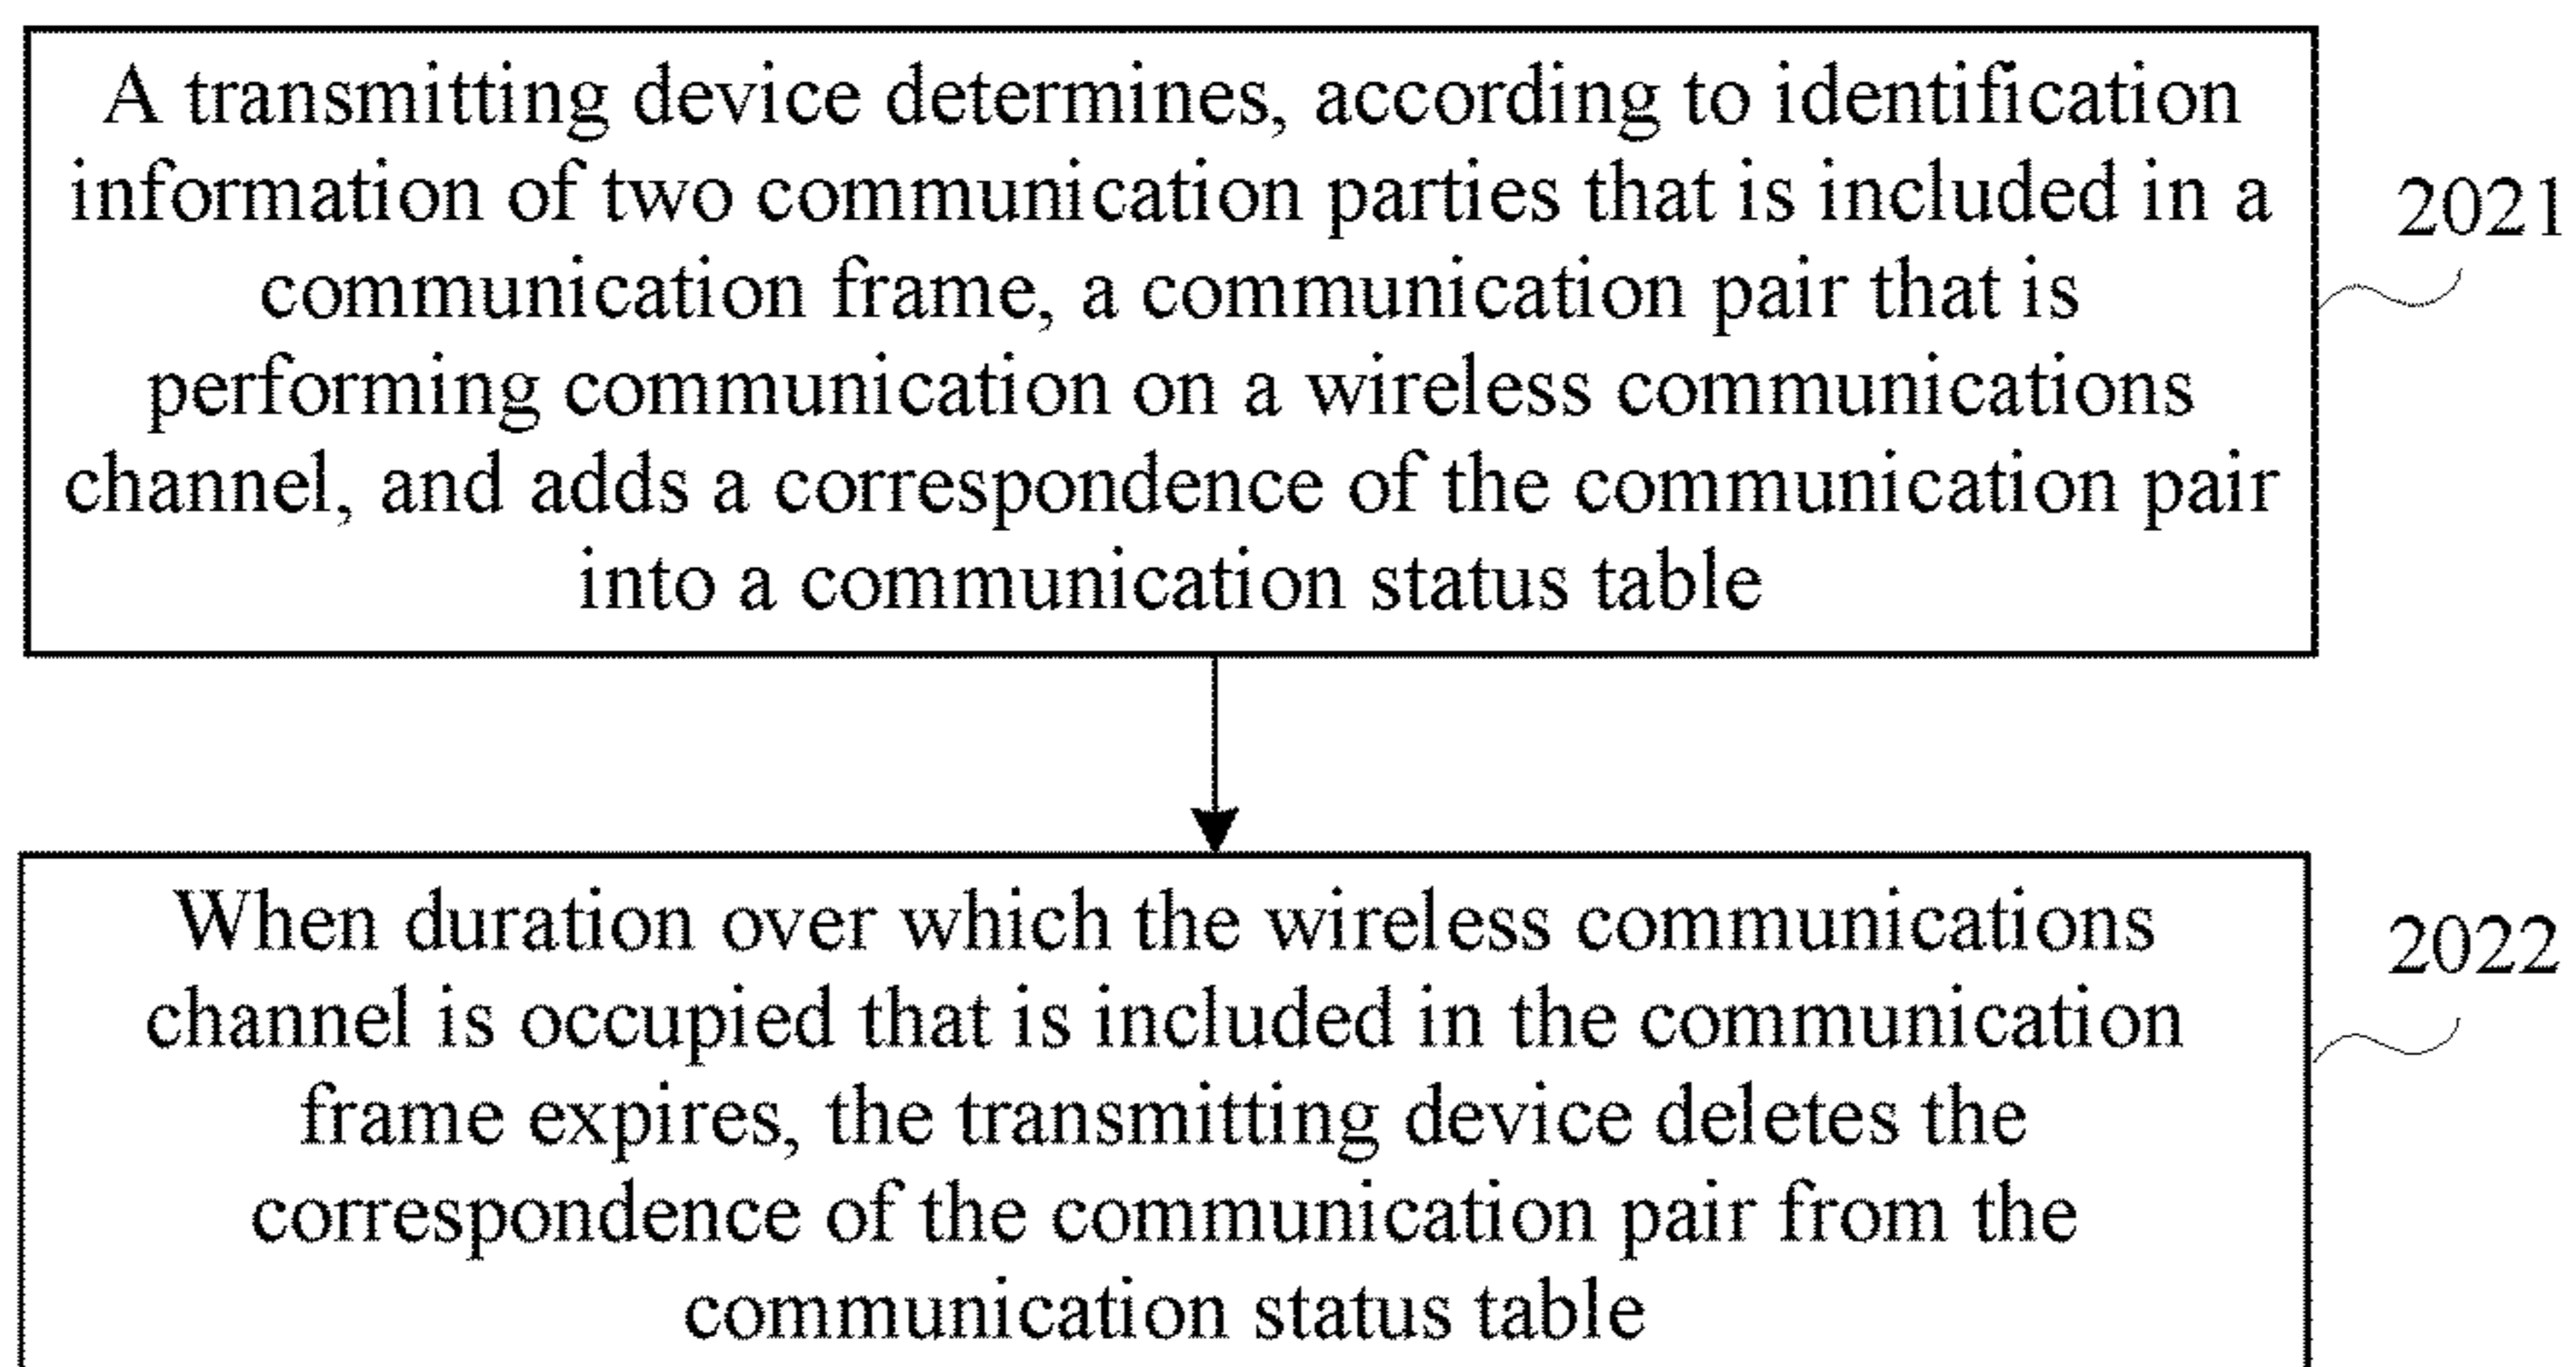 A transmitting device determines, according to identification
information of two communication parties that is included in a
communication frame, a communication pair that is
performing communication on a wireless communications
channel, and adds a correspondence of the communication pair
into a communication status table
2021
When duration over which the wireless communications
channel is occupied that is included in the communication
frame expires, the transmitting device deletes the
correspondence of the communication pair from the
communication status table
2022